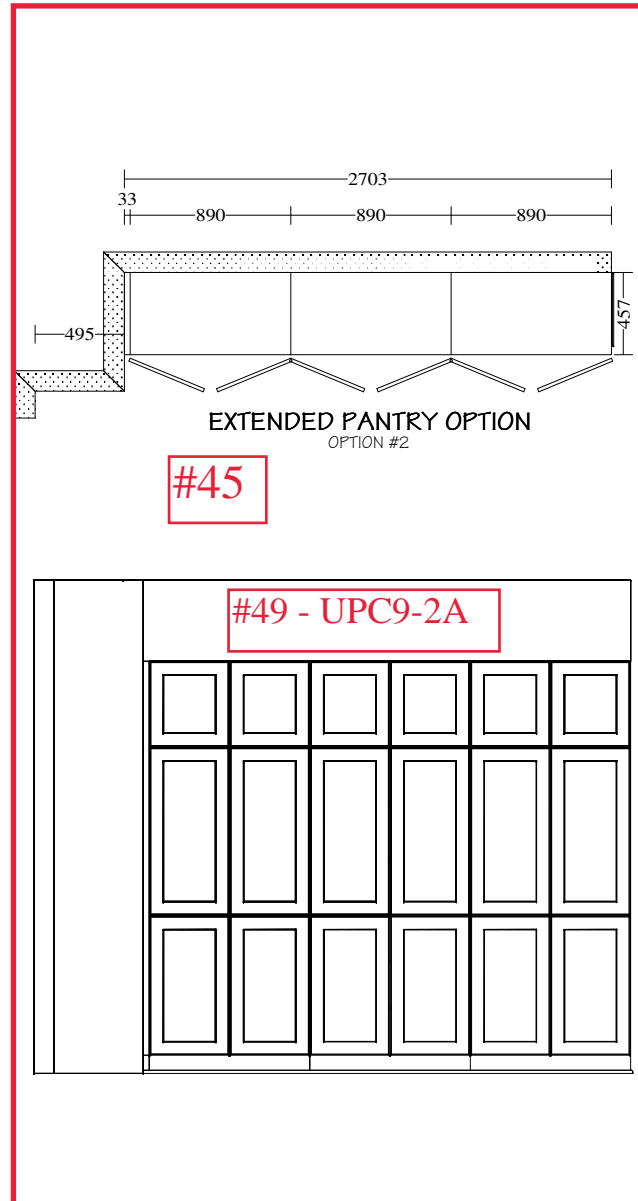 2703
33
890 890 890
495
457
EXTENDED PANTRY OPTION
OPTION #2
#45
#49 - UPC9-2A